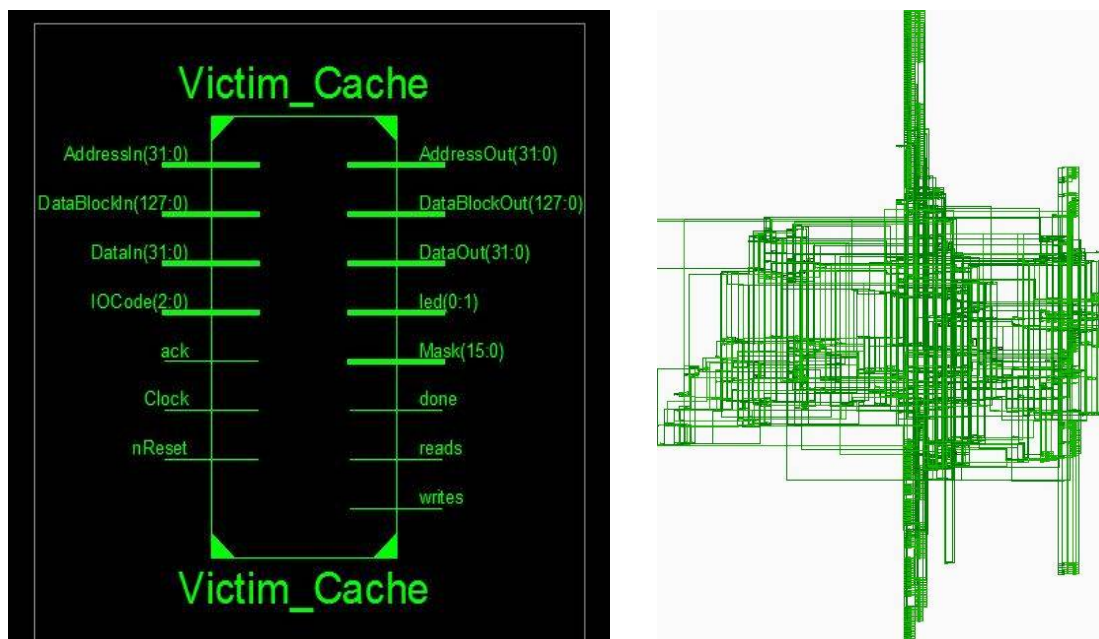 Victim_Cache
AddressIn(31:0)
AddressOut(31:0)
DataBlockIn(127:0)
DataBlockOut(127:0)
DataIn(31:0)
DataOut(31:0)
IOCode(2:0)
led(0:1)
ack
Mask(15:0)
Clock
done
nReset
reads
writes
Victim_Cache